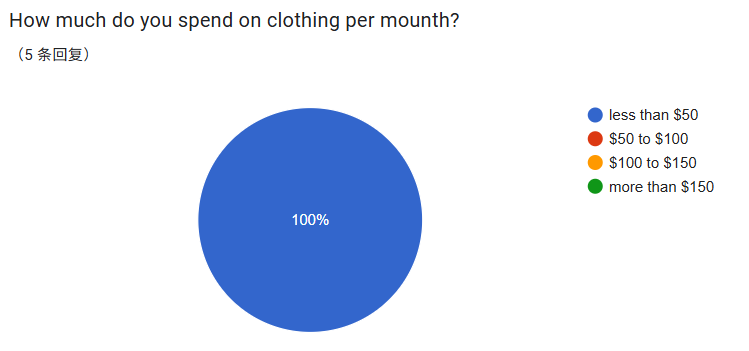 How much do you spend on clothing per mounth?
（5 条回复）
less than $50
$50 to $100
$100 to $150
more than $150
100%